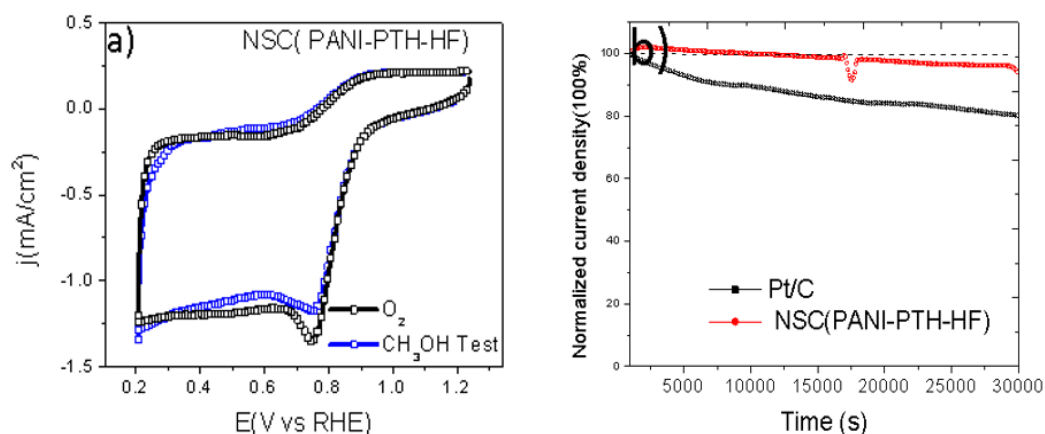 a)
NSC( PANI-PTH-HF)
0.5
0.0
-0.5
-1.0
-1.5
j(mA/cm²)
O₂
CH₃OH Test
0.2 0.4 0.6 0.8 1.0 1.2
E(V vs RHE)
b)
100
80
60
40
20
0
Normalized current density(100%)
Pt/C
NSC(PANI-PTH-HF)
5000 10000 15000 20000 25000 30000
Time (s)